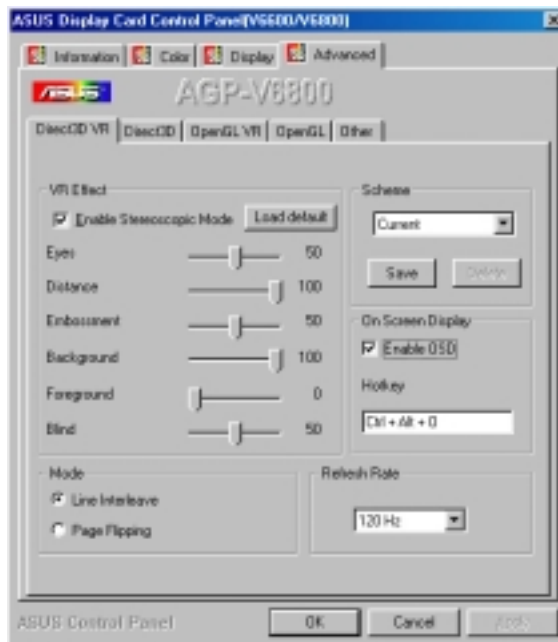 ASUS Display Card Control Panel(V6600/V6800)
Information Color Display Advanced
ASUS
AGP-V6800
Direct3D VR Direct3D OpenGL VR OpenGL Other
VR Effect
Enable Stereoscopic Mode
Load default
Eyes 50
Distance 100
Embossment 50
Background 100
Foreground 0
Blind 50
Scheme
Current
Save Delete
On Screen Display
Enable OSD
Hotkey
Ctrl + Alt + O
Mode
Line Interleave
Page Flipping
Refresh Rate
120 Hz
ASUS Control Panel
OK Cancel Apply